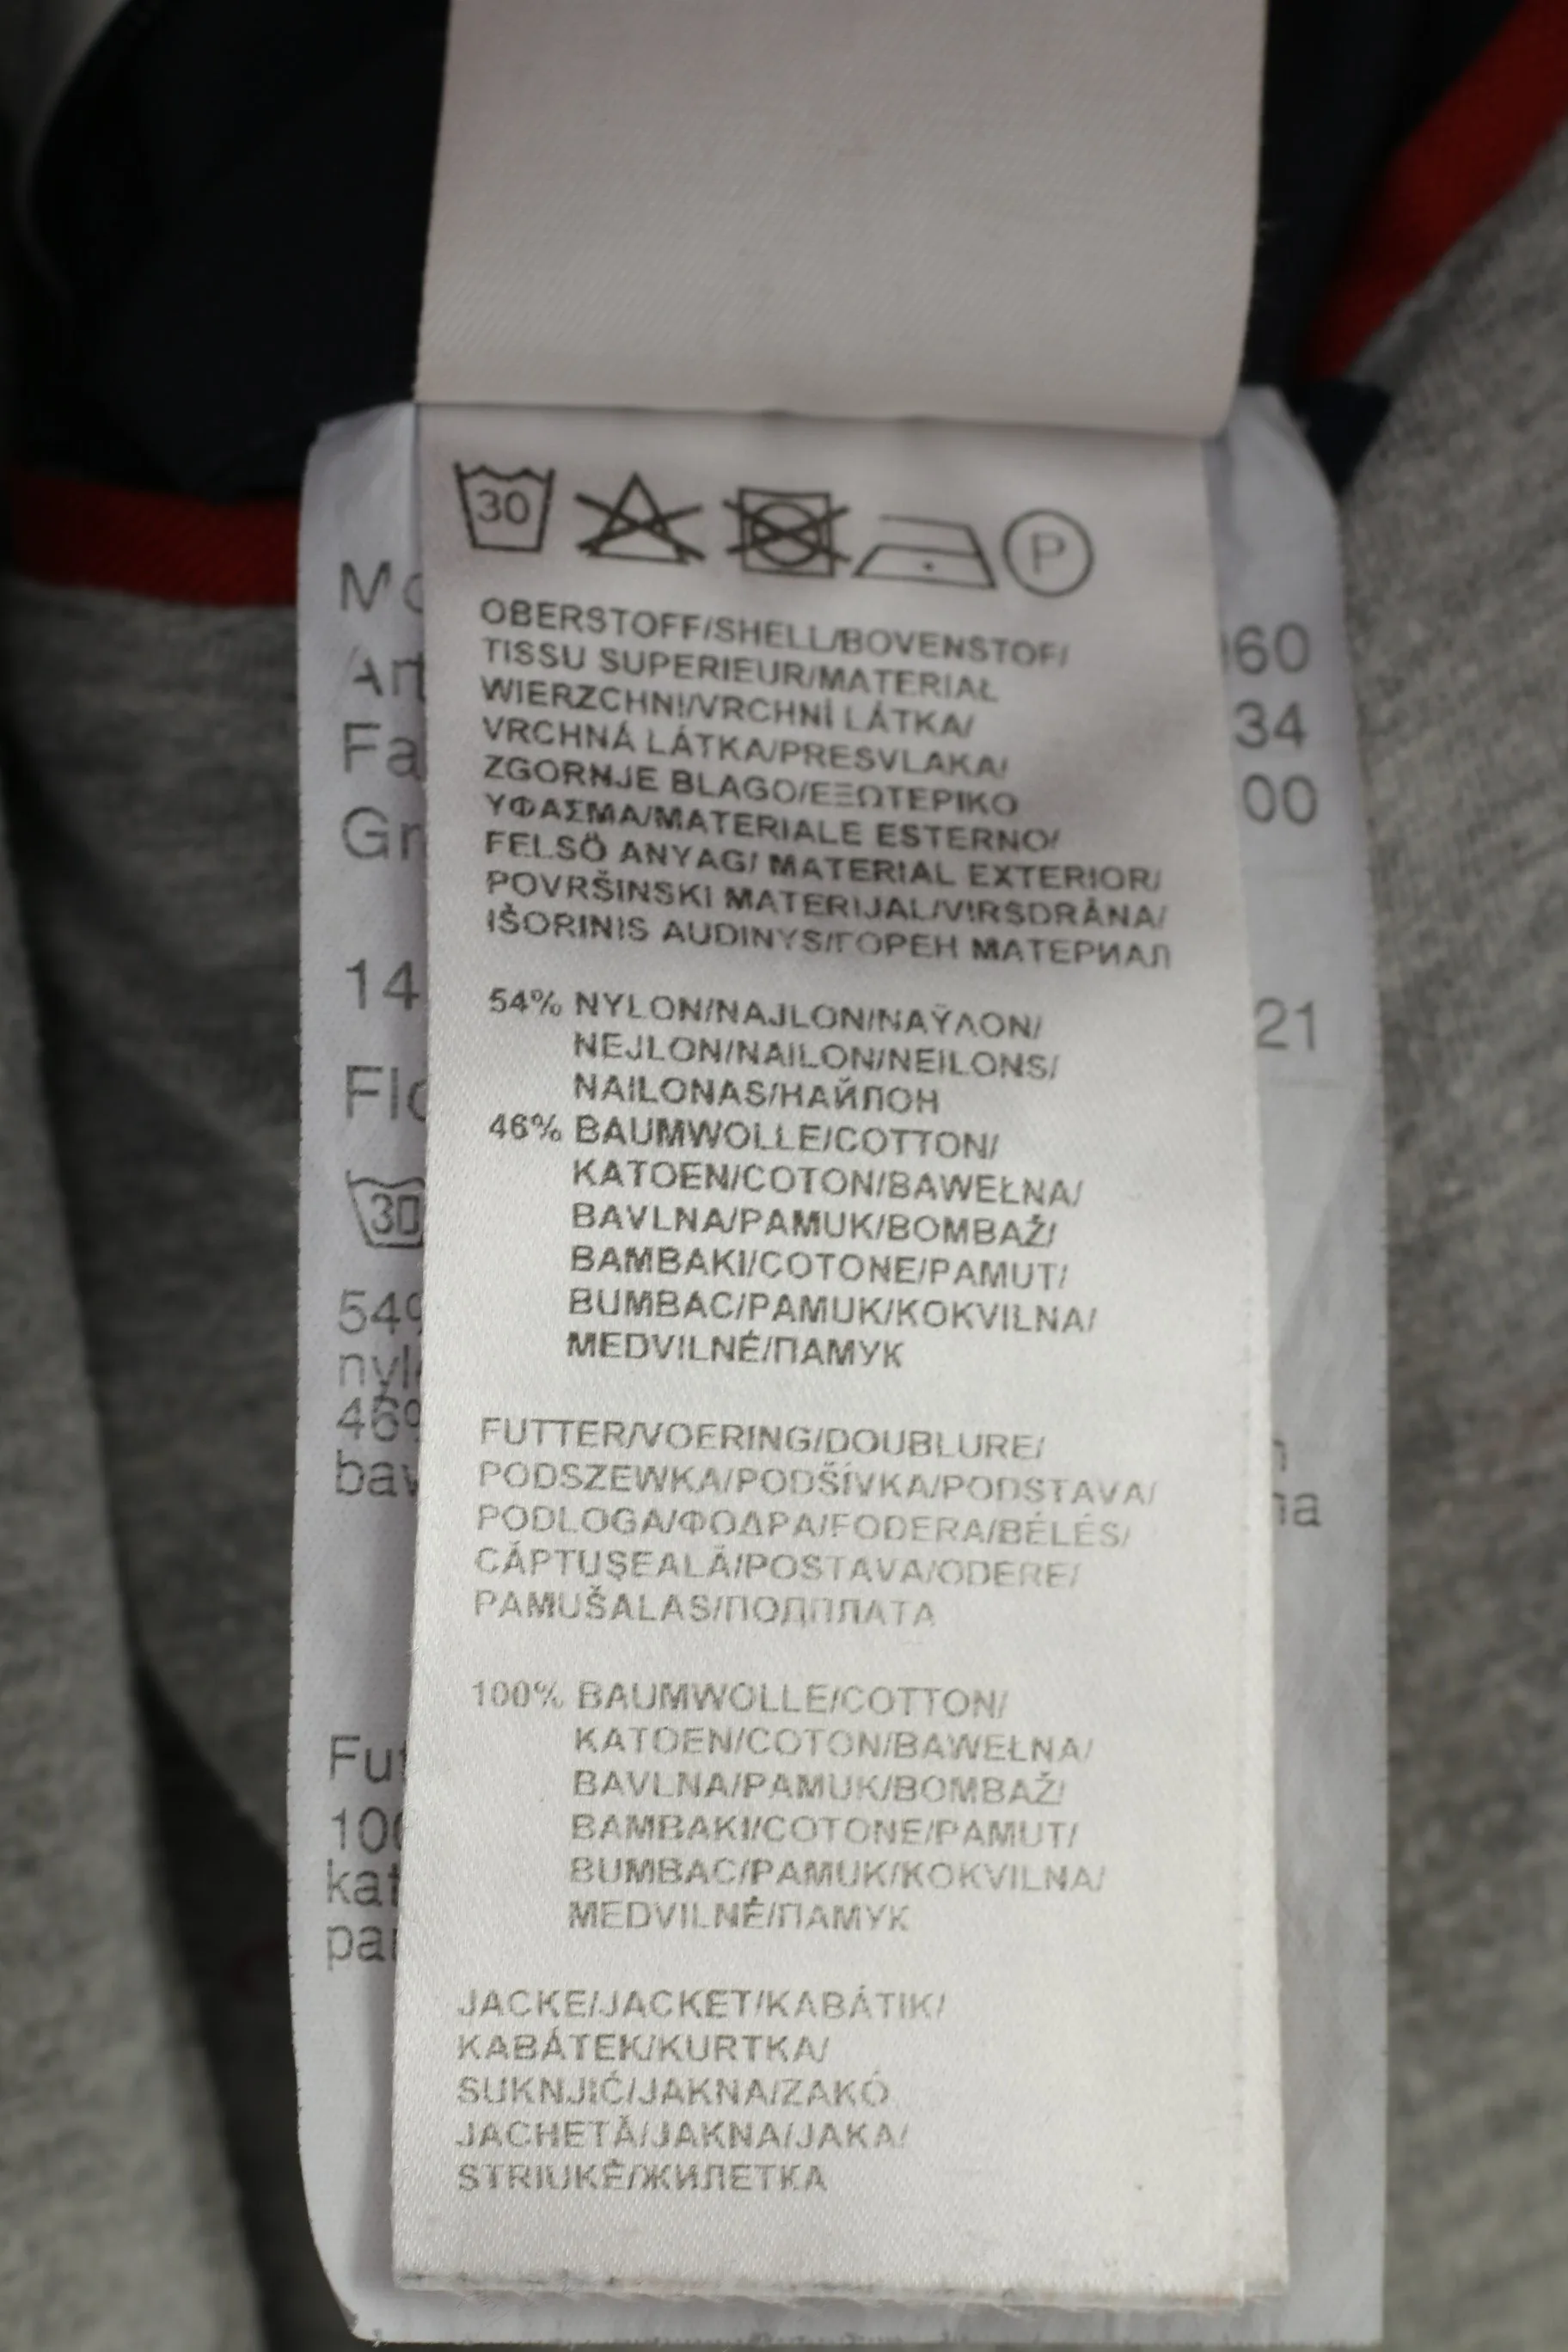 30
P
OBERSTOFF/SHELL/BOVENSTOF/
TISSU SUPERIEUR/MATERIAŁ
WIERZCHNI/VRCHNÍ LÁTKA/
VRCHNÁ LÁTKA/PRESVLAKA/
ZGORNJE BLAGO/ΕΞΩΤΕΡΙΚΟ
ΥΦΑΣΜΑ/MATERIALE ESTERNO/
FELSÖ ANYAG/ MATERIAL EXTERIOR/
POVRŠINSKI MATERIJAL/VIRSDRĀNA/
IŠORINIS AUDINYS/ГОРЕН МАТЕРИАЛ
54% NYLON/NAJLON/ΝΑΫΛΟΝ/
NEJLON/NAILON/NEILONS/
NAILONAS/НАЙЛОН
46% BAUMWOLLE/COTTON/
KATOEN/COTON/BAWEŁNA/
BAVLNA/PAMUK/BOMBAŽ/
BAMBAKI/COTONE/PAMUT/
BUMBAC/PAMUK/KOKVILNA/
MEDVILNĖ/ПАМУК
FUTTER/VOERING/DOUBLURE/
PODSZEWKA/PODŠÍVKA/PODSTAVA/
PODLOGA/ΦΟΔΡΑ/FODERA/BÉLÉS/
CĂPTUŞEALĂ/POSTAVA/ODERE/
PAMUŠALAS/ПОДПЛАТА
100% BAUMWOLLE/COTTON/
KATOEN/COTON/BAWEŁNA/
BAVLNA/PAMUK/BOMBAŽ/
BAMBAKI/COTONE/PAMUT/
BUMBAC/PAMUK/KOKVILNA/
MEDVILNĖ/ПАМУК
JACKE/JACKET/KABÁTIK/
KABÁTEK/KURTKA/
SUKNJIĆ/JAKNA/ZAKÓ
JACHETĂ/JAKNA/JAKA/
STRIUKĖ/ЖИЛЕТКА
60
34
00
14
21
30